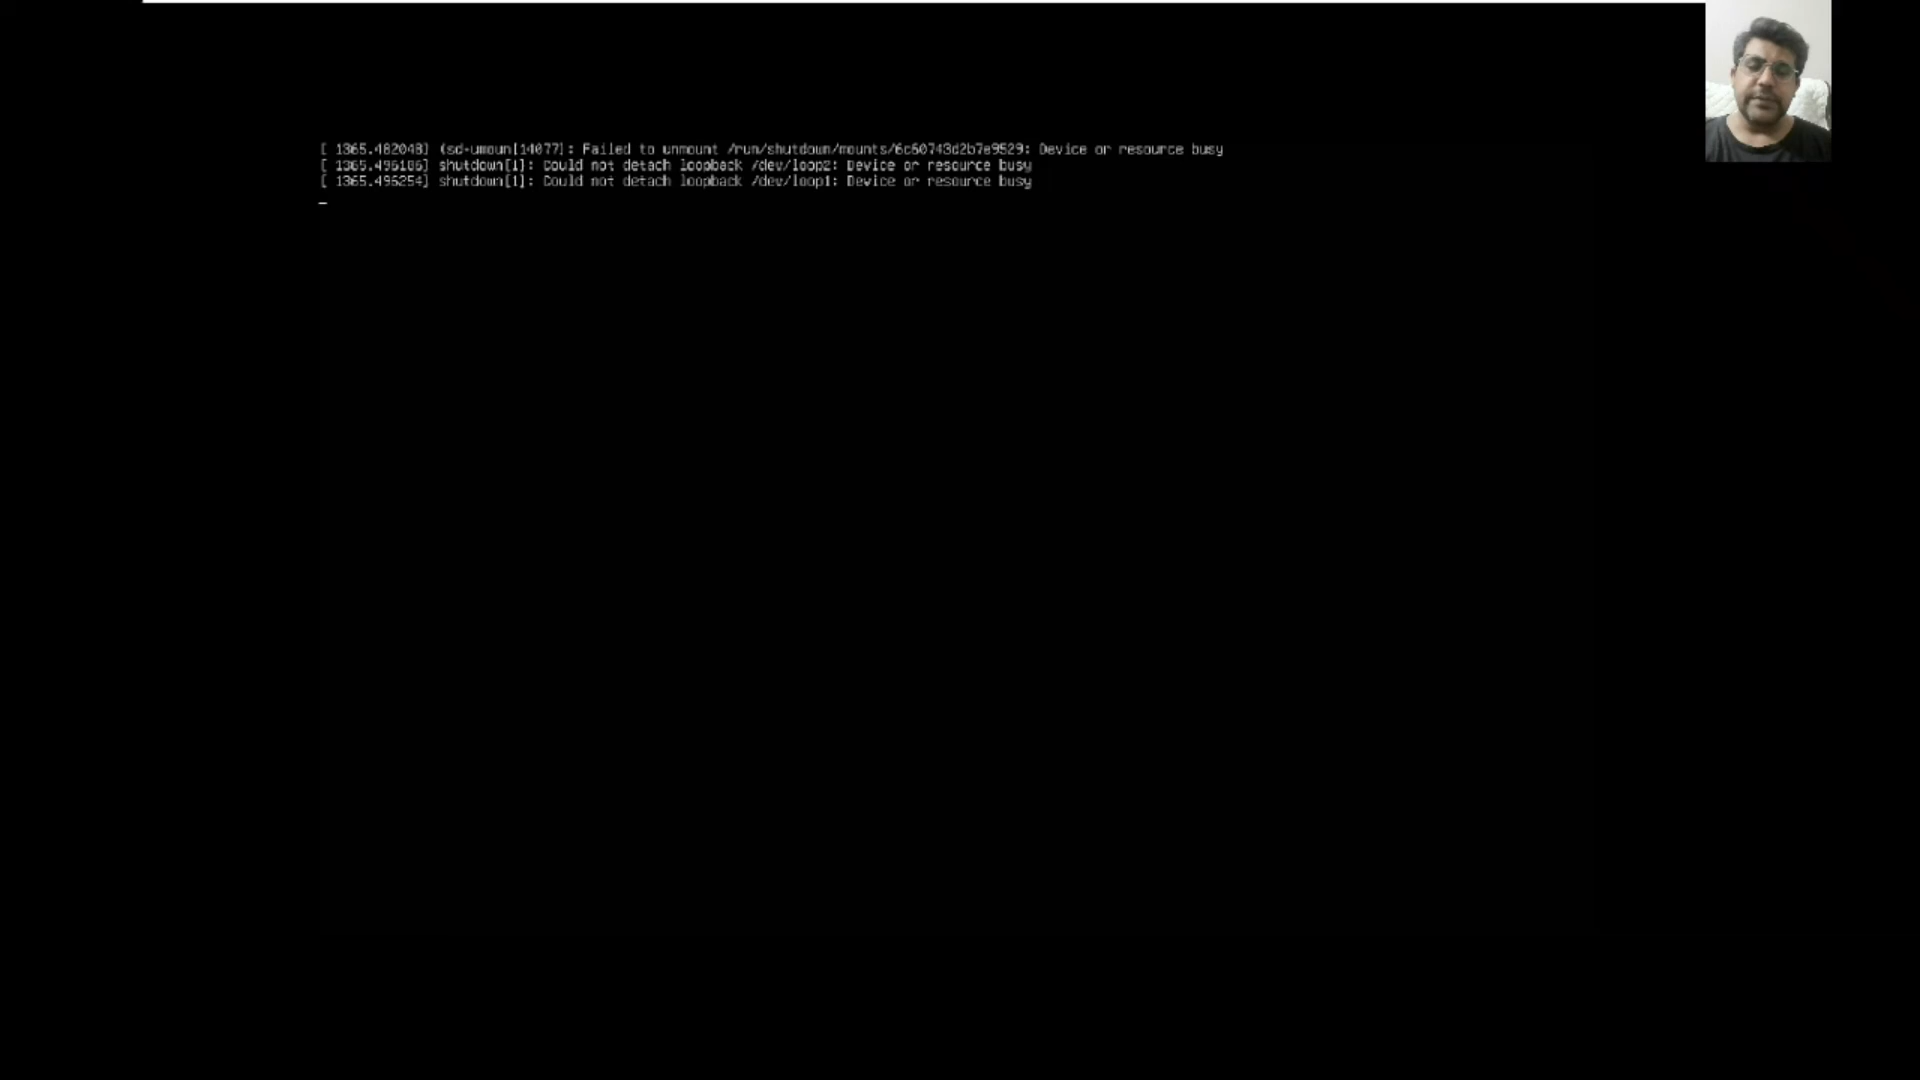 [ 1365.482048] (sd-umoun[14077]: Failed to unmount /run/shutdown/mounts/6c60743d2b7e9529: Device or resource busy
[ 1365.496186] shutdown[1]: Could not detach loopback /dev/loop2: Device or resource busy
[ 1365.496254] shutdown[1]: Could not detach loopback /dev/loop1: Device or resource busy